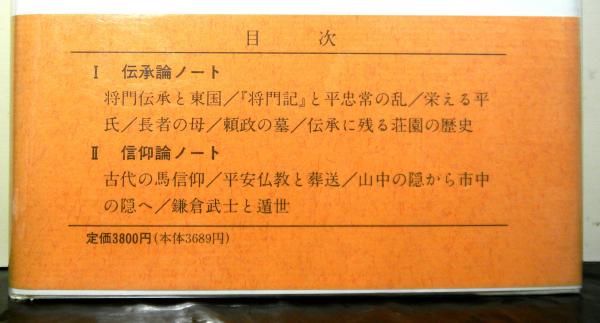 目　次
Ⅰ　伝承論ノート
将門伝承と東国／『将門記』と平忠常の乱／栄える平
氏／長者の母／頼政の墓／伝承に残る荘園の歴史
Ⅱ　信仰論ノート
古代の馬信仰／平安仏教と葬送／山中の隠から市中
の隠へ／鎌倉武士と遁世
定価3800円(本体3689円)